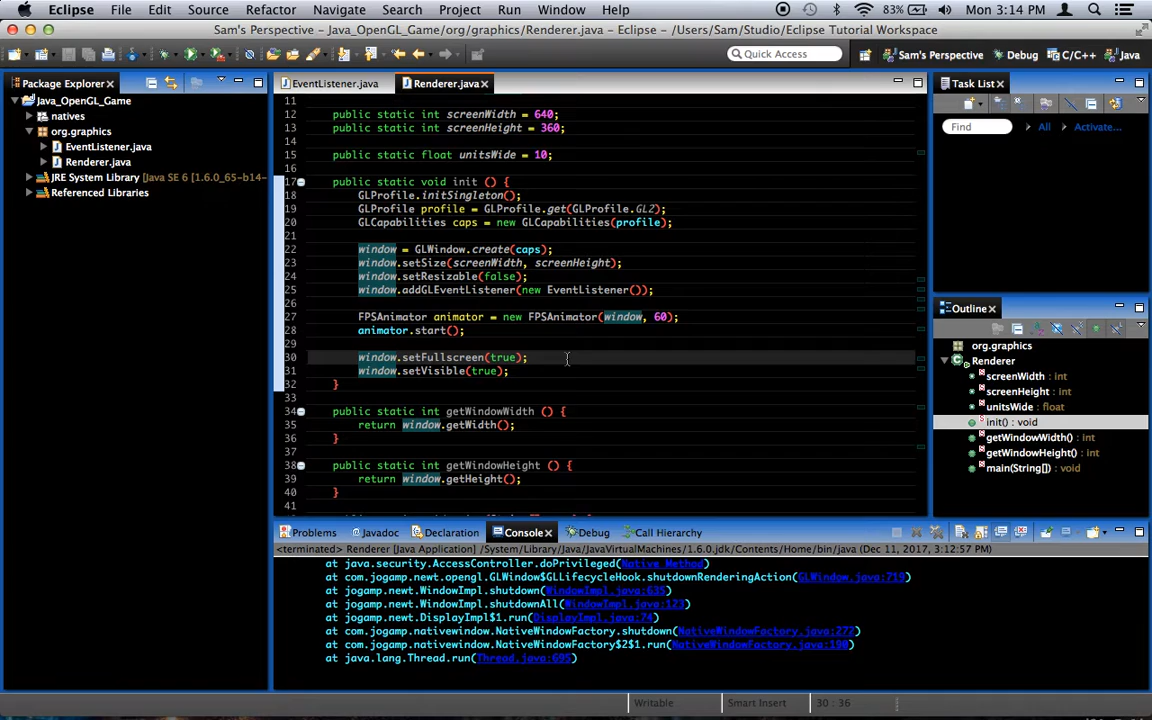 Eclipse File Edit Source Refactor Navigate Search Project Run Window Help 83% Mon 3:14 PM
Sam's Perspective - Java_OpenGL_Game/org/graphics/Renderer.java - Eclipse - /Users/Sam/Studio/Eclipse Tutorial Workspace
Quick Access Sam's Perspective Debug C/C++ Java
Package Explorer
Java_OpenGL_Game
natives
org.graphics
EventListener.java
Renderer.java
JRE System Library [Java SE 6 [1.6.0_65-b14-
Referenced Libraries
EventListener.java Renderer.java
11
12 public static int screenWidth = 640;
13 public static int screenHeight = 360;
14
15 public static float unitsWide = 10;
16
17 public static void init () {
18 GLProfile.initSingleton();
19 GLProfile profile = GLProfile.get(GLProfile.GL2);
20 GLCapabilities caps = new GLCapabilities(profile);
21
22 window = GLWindow.create(caps);
23 window.setSize(screenWidth, screenHeight);
24 window.setResizable(false);
25 window.addGLEventListener(new EventListener());
26
27 FPSAnimator animator = new FPSAnimator(window, 60);
28 animator.start();
29
30 window.setFullscreen(true);
31 window.setVisible(true);
32 }
33
34 public static int getWindowWidth () {
35 return window.getWidth();
36 }
37
38 public static int getWindowHeight () {
39 return window.getHeight();
40 }
41
Task List
Find All Activate...
Outline
org.graphics
Renderer
screenWidth : int
screenHeight : int
unitsWide : float
init() : void
getWindowWidth() : int
getWindowHeight() : int
main(String[]) : void
Problems Javadoc Declaration Console Debug Call Hierarchy
<terminated> Renderer [Java Application] /System/Library/Java/JavaVirtualMachines/1.6.0.jdk/Contents/Home/bin/java (Dec 11, 2017, 3:12:57 PM)
at java.security.AccessController.doPrivileged(Native Method)
at com.jogamp.newt.opengl.GLWindow$GLLifecycleHook.shutdownRenderingAction(GLWindow.java:719)
at jogamp.newt.WindowImpl.shutdown(WindowImpl.java:635)
at jogamp.newt.WindowImpl.shutdownAll(WindowImpl.java:123)
at jogamp.newt.DisplayImpl$1.run(DisplayImpl.java:74)
at com.jogamp.nativewindow.NativeWindowFactory.shutdown(NativeWindowFactory.java:272)
at com.jogamp.nativewindow.NativeWindowFactory$2$1.run(NativeWindowFactory.java:190)
at java.lang.Thread.run(Thread.java:695)
Writable Smart Insert 30 : 36